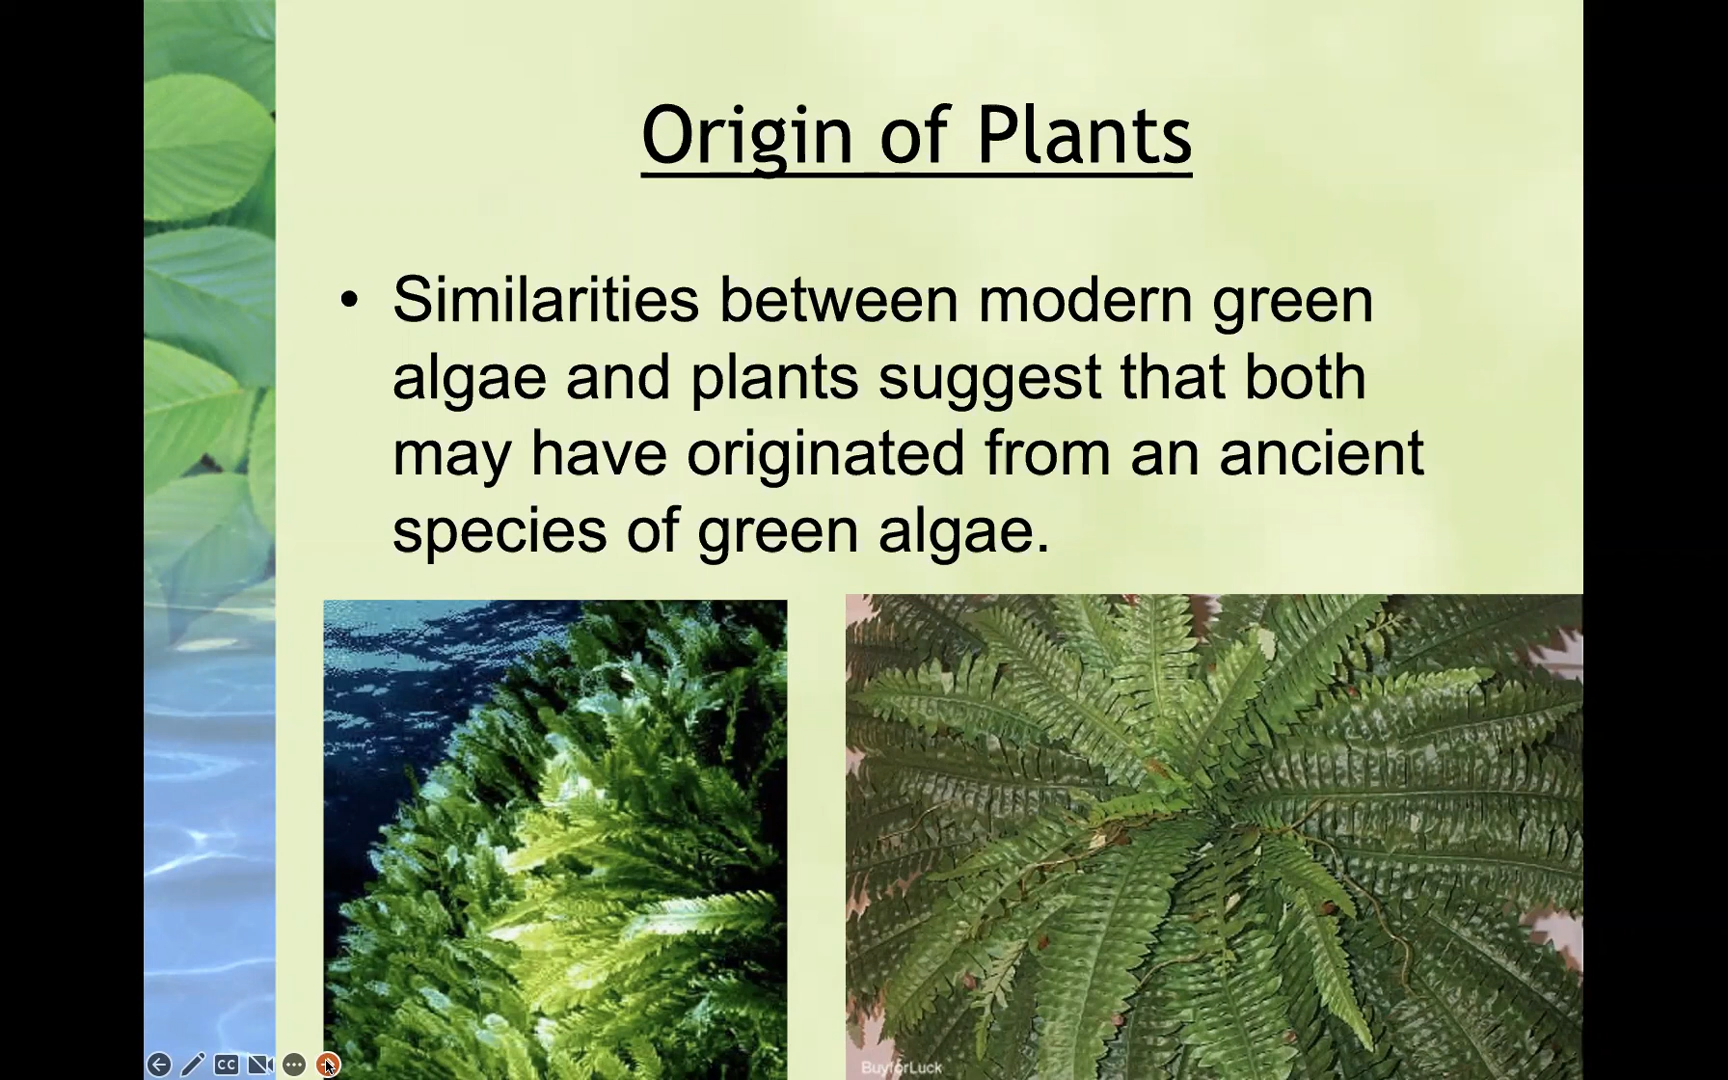 Origin of Plants
• Similarities between modern green
algae and plants suggest that both
may have originated from an ancient
species of green algae.
BuyforLuck
CC